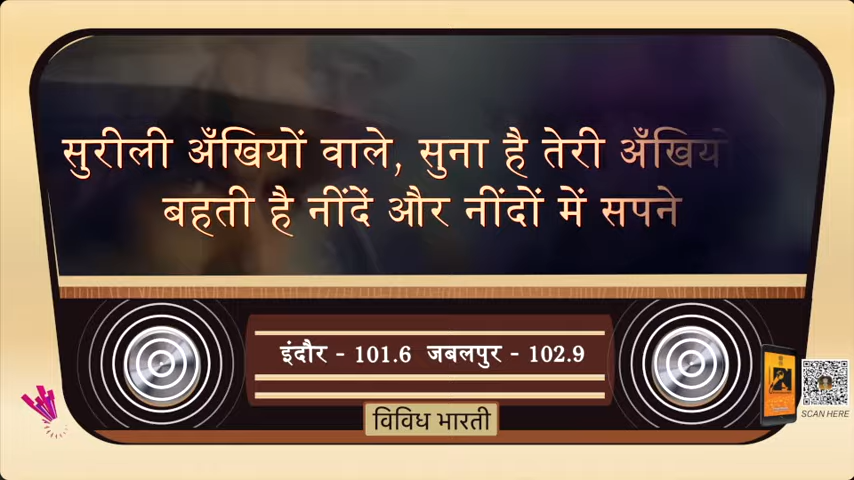 सुरीली अँखियों वाले, सुना है तेरी अँखियो
बहती है नींदें और नींदों में सपने
इंदौर - 101.6 जबलपुर - 102.9
विविध भारती
SCAN HERE